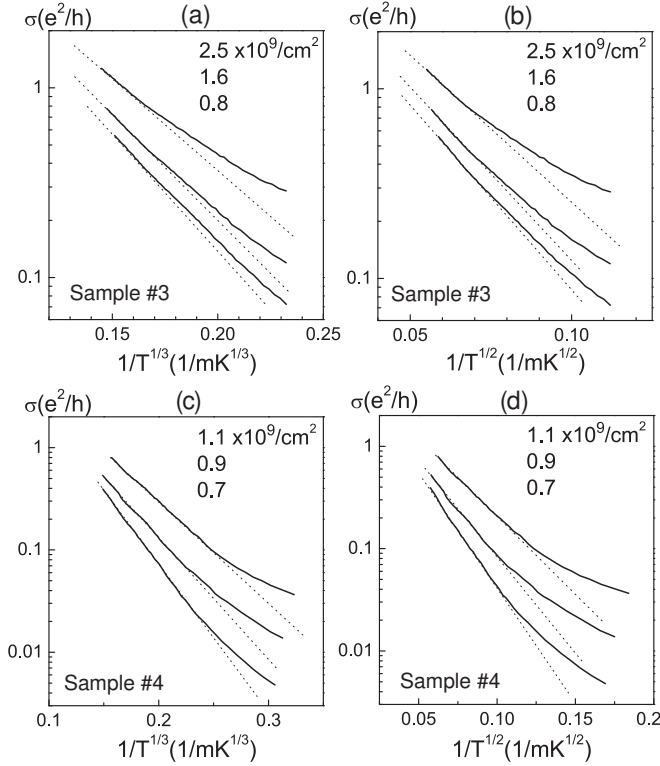 (a)
σ(e²/h)
2.5 x10⁹/cm²
1.6
0.8
1
0.1
Sample #3
0.15
0.20
0.25
1/T^1/3(1/mK^1/3)
(b)
σ(e²/h)
2.5 x10⁹/cm²
1.6
0.8
1
0.1
Sample #3
0.05
0.10
1/T^1/2(1/mK^1/2)
(c)
σ(e²/h)
1.1 x10⁹/cm²
0.9
0.7
1
0.1
0.01
Sample #4
0.1
0.2
0.3
1/T^1/3(1/mK^1/3)
(d)
σ(e²/h)
1.1 x10⁹/cm²
0.9
0.7
1
0.1
0.01
Sample #4
0.05
0.10
0.15
0.2
1/T^1/2(1/mK^1/2)